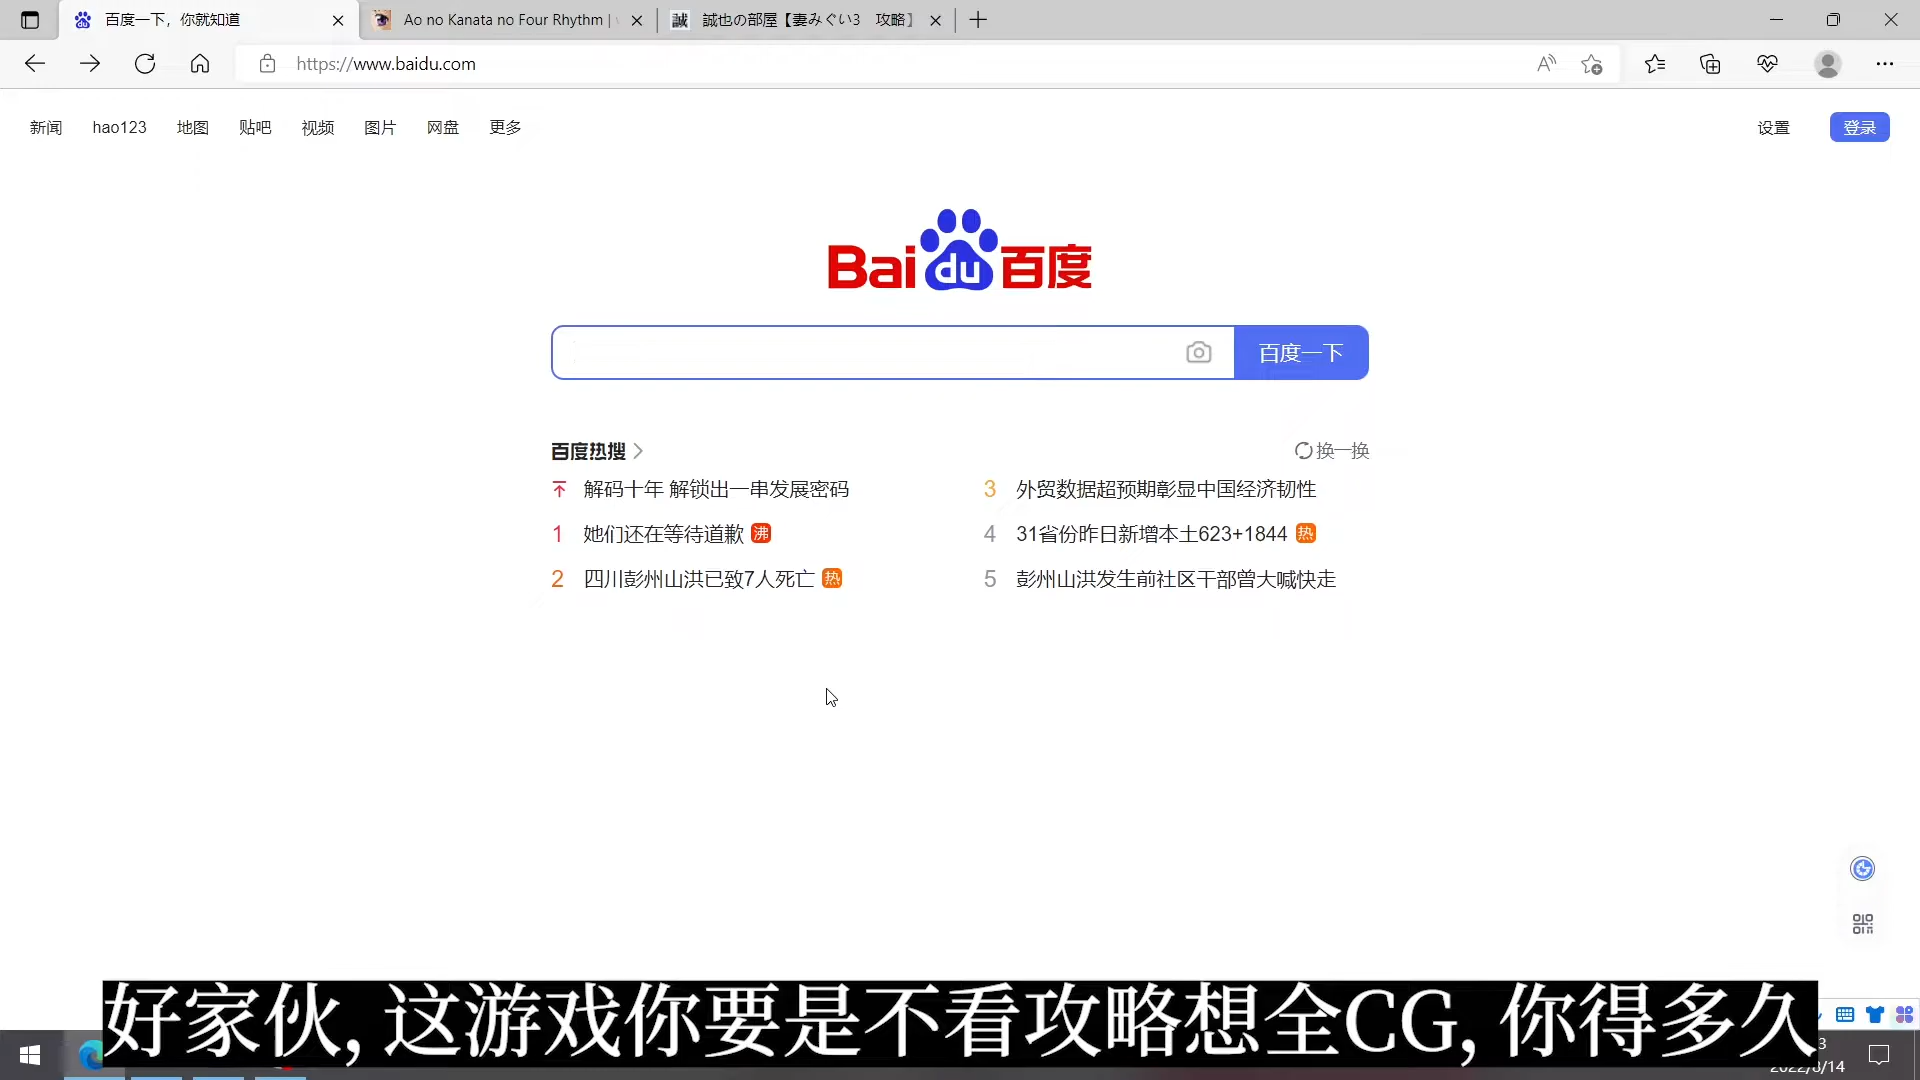 百度一下，你就知道
Ao no Kanata no Four Rhythm |
誠也の部屋【妻みぐい3 攻略】
https://www.baidu.com
新闻 hao123 地图 贴吧 视频 图片 网盘 更多
设置 登录
Bai du 百度
百度一下
百度热搜
换一换
解码十年 解锁出一串发展密码
1 她们还在等待道歉 沸
2 四川彭州山洪已致7人死亡 热
3 外贸数据超预期彰显中国经济韧性
4 31省份昨日新增本土623+1844 热
5 彭州山洪发生前社区干部曾大喊快走
好家伙, 这游戏你要是不看攻略想全CG, 你得多久